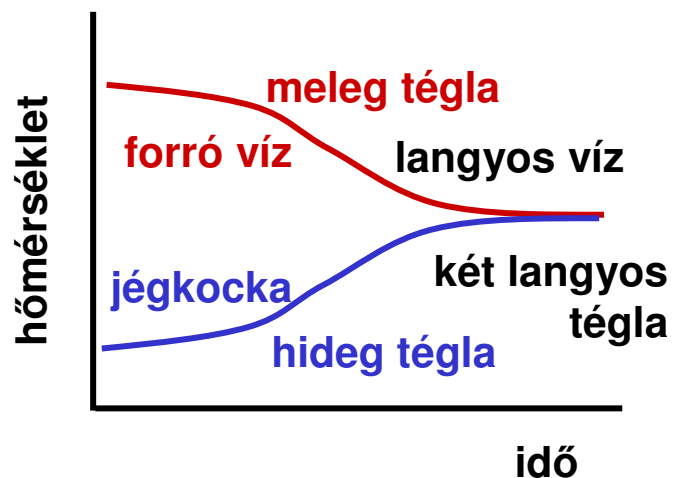 hőmérséklet
meleg tégla
forró víz
langyos víz
jégkocka
két langyos
tégla
hideg tégla
idő